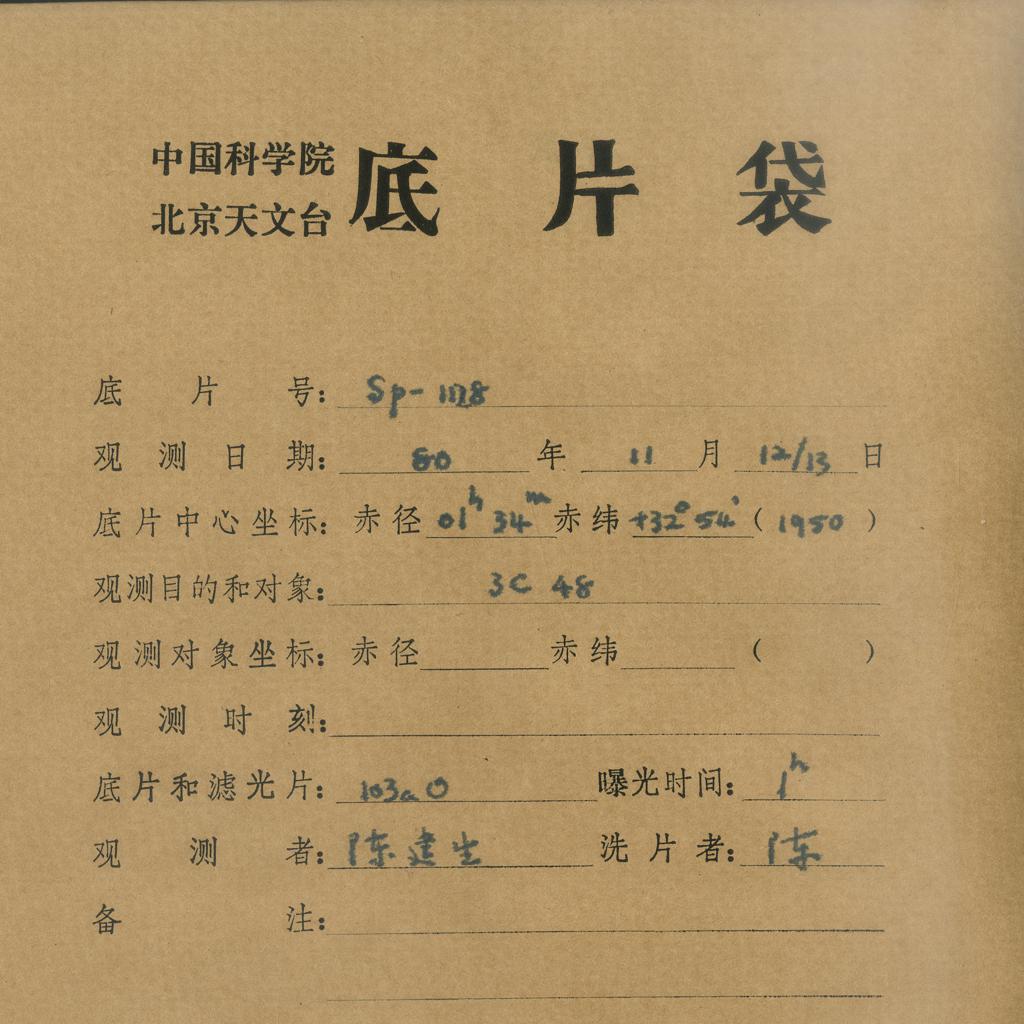 中国科学院
北京天文台
底片袋
底片号: Sp-1178
观测日期: 80 年 11 月 12/13 日
底片中心坐标: 赤径 01h 34m 赤纬 +32°54' ( 1950 )
观测目的和对象: 3C 48
观测对象坐标: 赤径 赤纬 ( )
观测时刻:
底片和滤光片: 103aO 曝光时间: 1h
观测者: 陈建生 洗片者: 陈
备注: